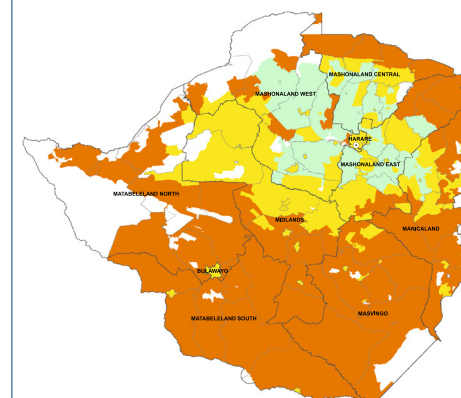 MASHONALAND CENTRAL
MASHONALAND WEST
HARARE
MASHONALAND EAST
MATABELELAND NORTH
MIDLANDS
MANICALAND
BULAWAYO
MASVINGO
MATABELELAND SOUTH